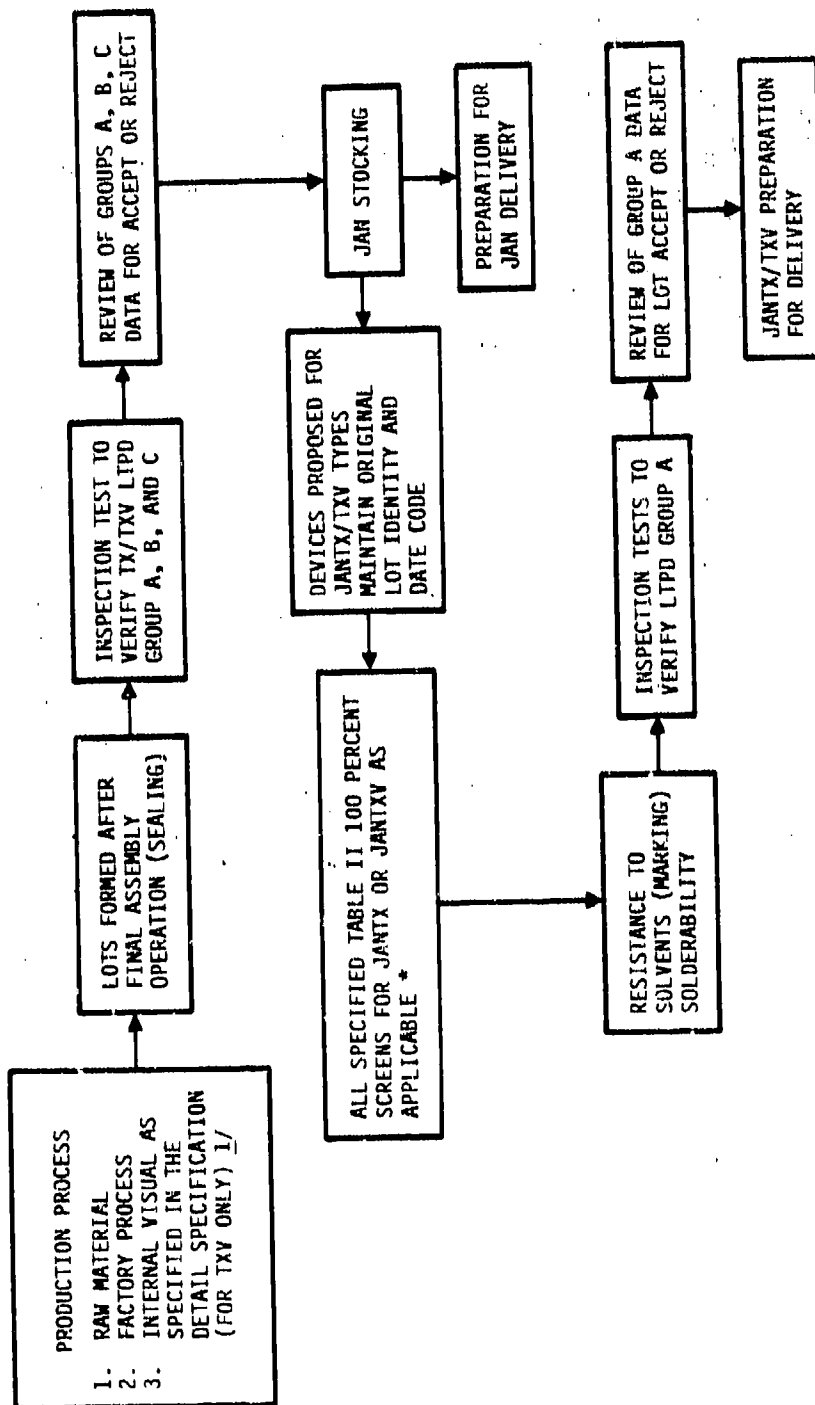 PRODUCTION PROCESS
1. RAW MATERIAL
2. FACTORY PROCESS
3. INTERNAL VISUAL AS
SPECIFIED IN THE
DETAIL SPECIFICATION
(FOR TXV ONLY) 1/
LOTS FORMED AFTER
FINAL ASSEMBLY
OPERATION (SEALING)
INSPECTION TEST TO
VERIFY TX/TXV LTPD
GROUP A, B, AND C
REVIEW OF GROUPS A, B, C
DATA FOR ACCEPT OR REJECT
JAN STOCKING
PREPARATION FOR
JAN DELIVERY
DEVICES PROPOSED FOR
JANTX/TXV TYPES
MAINTAIN ORIGINAL
LOT IDENTITY AND
DATE CODE
ALL SPECIFIED TABLE II 100 PERCENT
SCREENS FOR JANTX OR JANTXV AS
APPLICABLE *
RESISTANCE TO
SOLVENTS (MARKING)
SOLDERABILITY
INSPECTION TESTS TO
VERIFY LTPD GROUP A
REVIEW OF GROUP A DATA
FOR LOT ACCEPT OR REJECT
JANTX/TXV PREPARATION
FOR DELIVERY